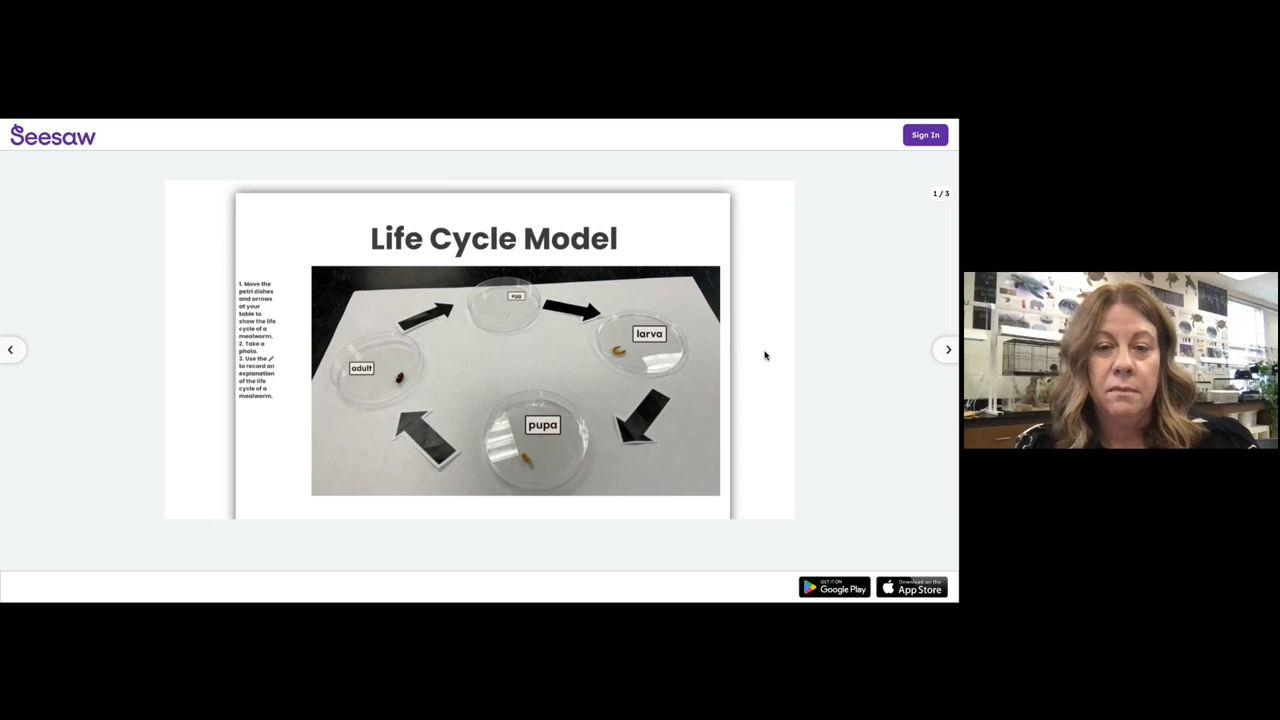 Seesaw
Sign In
1 / 3
Life Cycle Model
1. Move the
petri dishes
and arrows
at your
table to
show the life
cycle of a
mealworm.
2. Take a
photo.
3. Use the
to record an
explanation
of the life
cycle of a
mealworm.
egg
larva
adult
pupa
GET IT ON
Google Play
Download on the
App Store